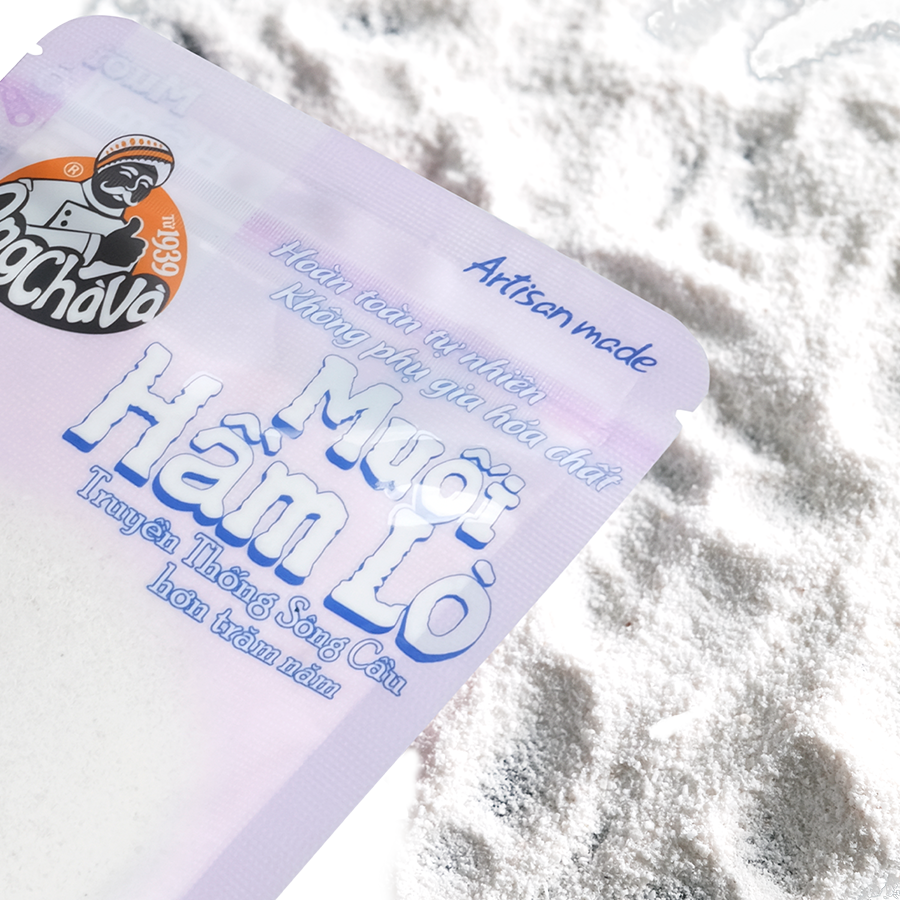 ®
Từ 1939
ÔngChàVà
Artisan made
Hoàn toàn tự nhiên
Không phụ gia hóa chất
Muối
Hầm Lò
Truyền Thống Sông Cầu
hơn trăm năm